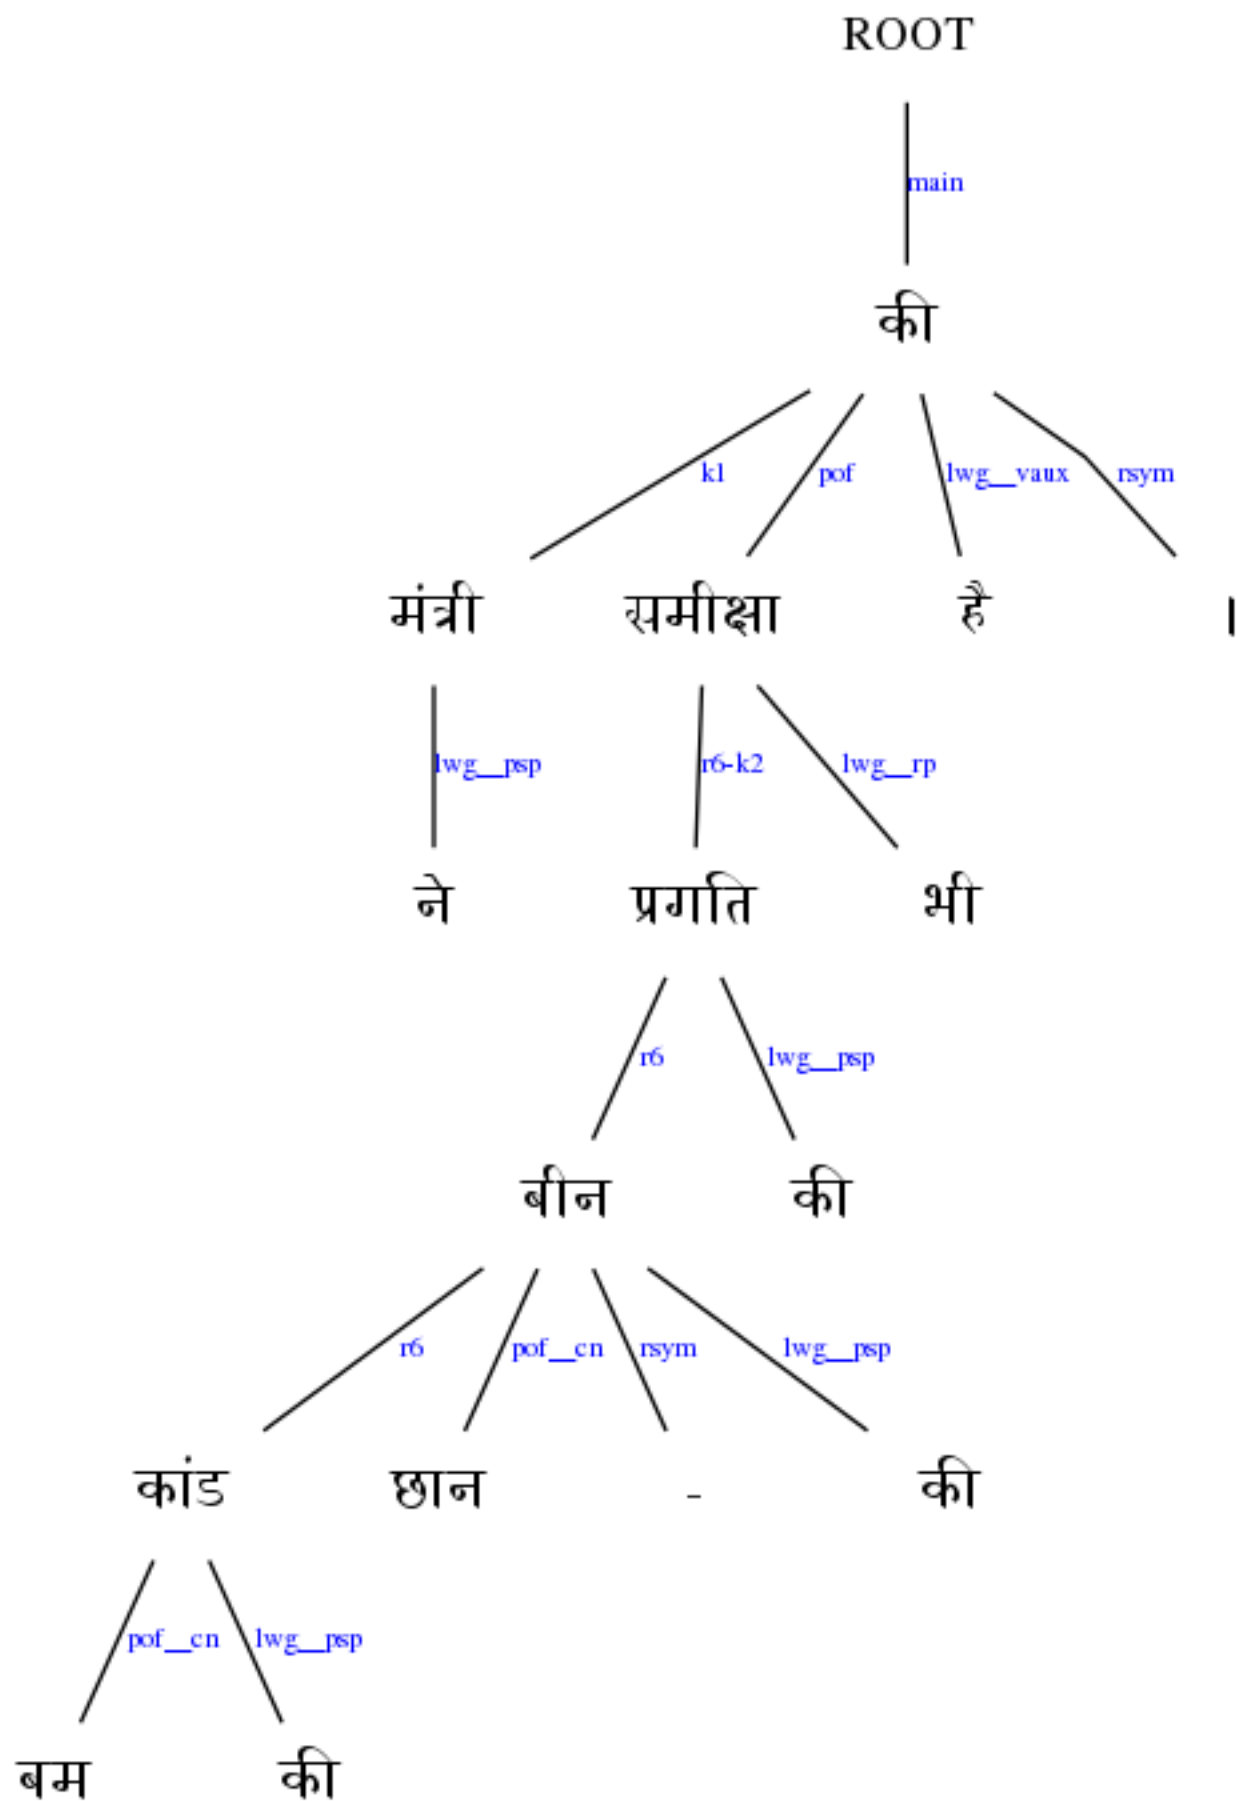 ROOT
main
की
k1 pof lwg__vaux rsym
मंत्री समीक्षा है ।
lwg__psp r6-k2 lwg__rp
ने प्रगति भी
r6 lwg__psp
बीन की
r6 pof__cn rsym lwg__psp
कांड छान - की
pof__cn lwg__psp
बम की